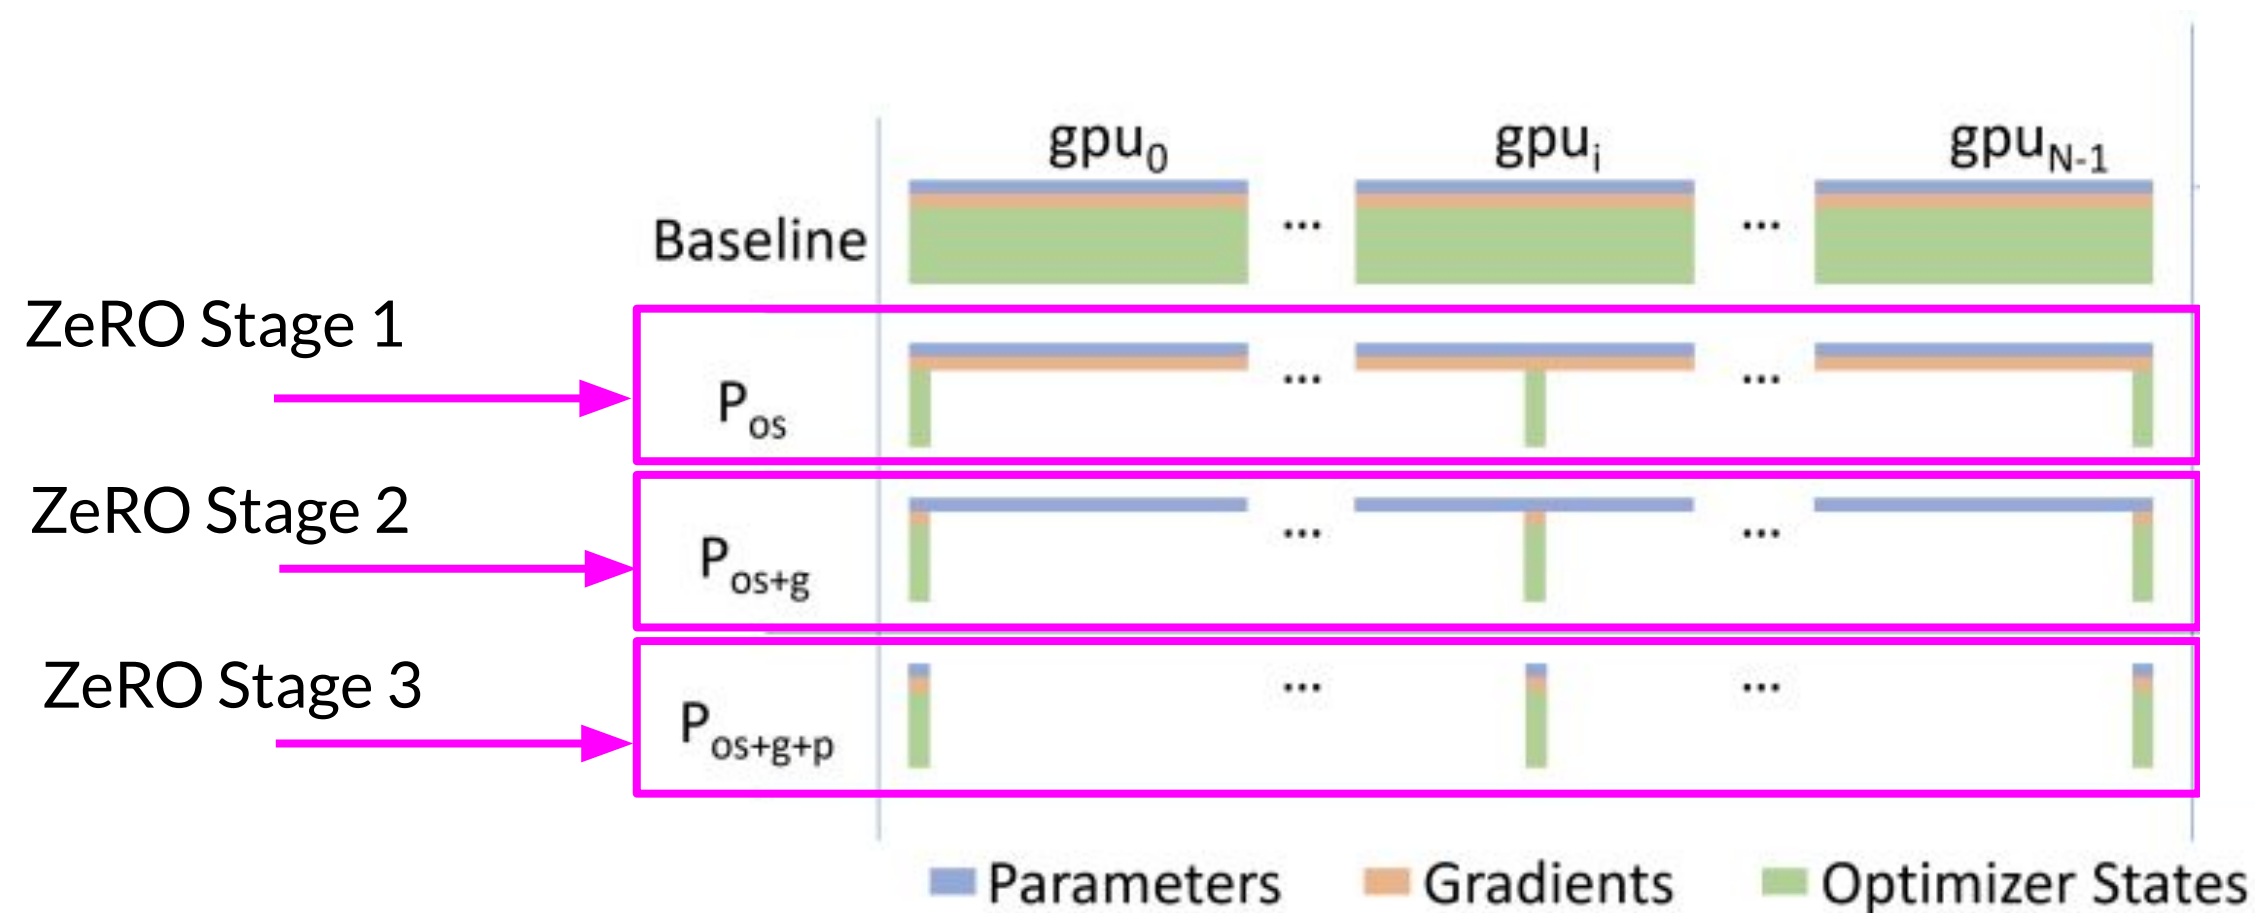 gpu0 gpui gpuN-1
Baseline ... ...
ZeRO Stage 1
Pos ... ...
ZeRO Stage 2
Pos+g ... ...
ZeRO Stage 3
Pos+g+p ... ...
Parameters Gradients Optimizer States